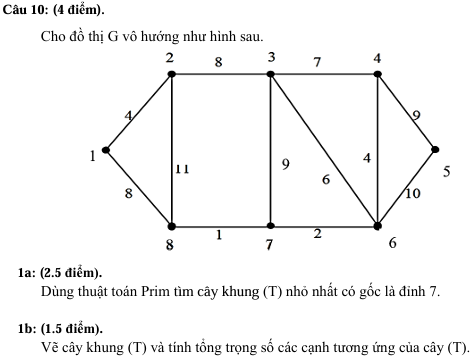 Câu 10: (4 điểm).
Cho đồ thị G vô hướng như hình sau.
2 8 3 7 4
4 9
1 11 9 4 5
8 6 10
8 1 7 2 6
1a: (2.5 điểm).
Dùng thuật toán Prim tìm cây khung (T) nhỏ nhất có gốc là đỉnh 7.
1b: (1.5 điểm).
Vẽ cây khung (T) và tính tổng trọng số các cạnh tương ứng của cây (T).